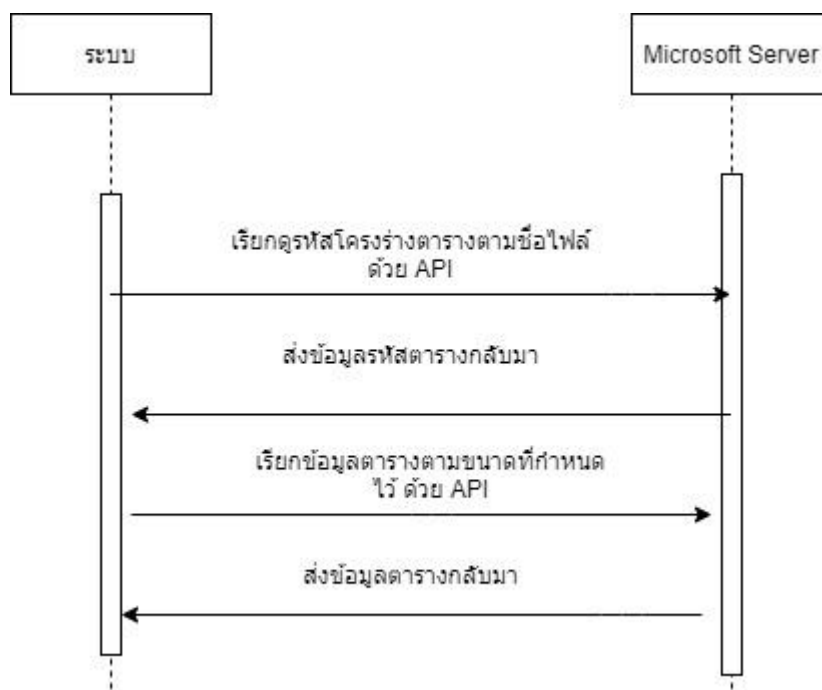 ระบบ
Microsoft Server
เรียกดูรหัสโครงร่างตารางตามชื่อไฟล์
ด้วย API
ส่งข้อมูลรหัสตารางกลับมา
เรียกข้อมูลตารางตามขนาดที่กำหนด
ไว้ ด้วย API
ส่งข้อมูลตารางกลับมา